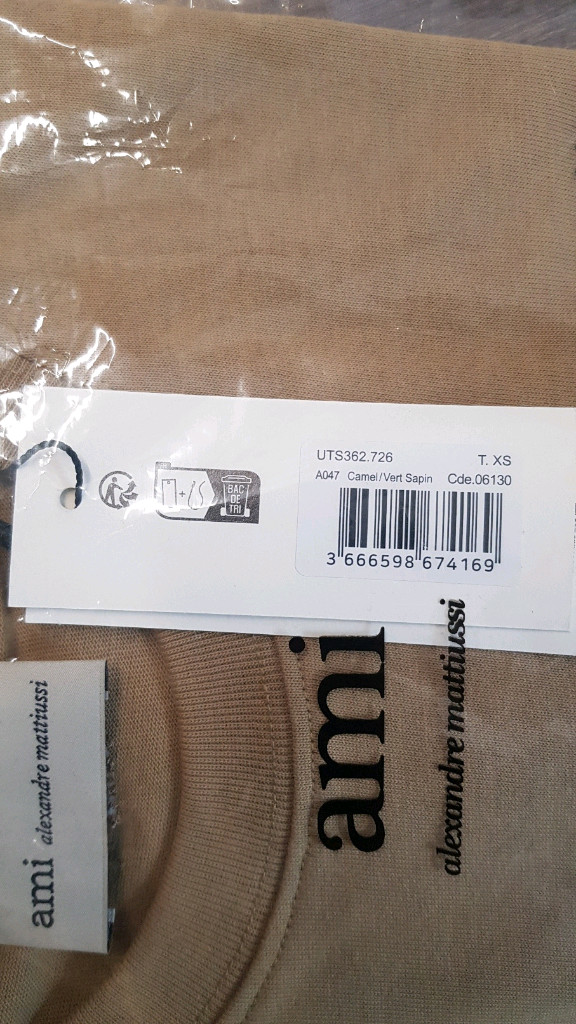 UTS362.726 T. XS
A047 Camel/Vert Sapin Cde.06130
3 666598 674169
BAC
DE
TRI
+
ami
alexandre mattiussi
ami alexandre mattiussi